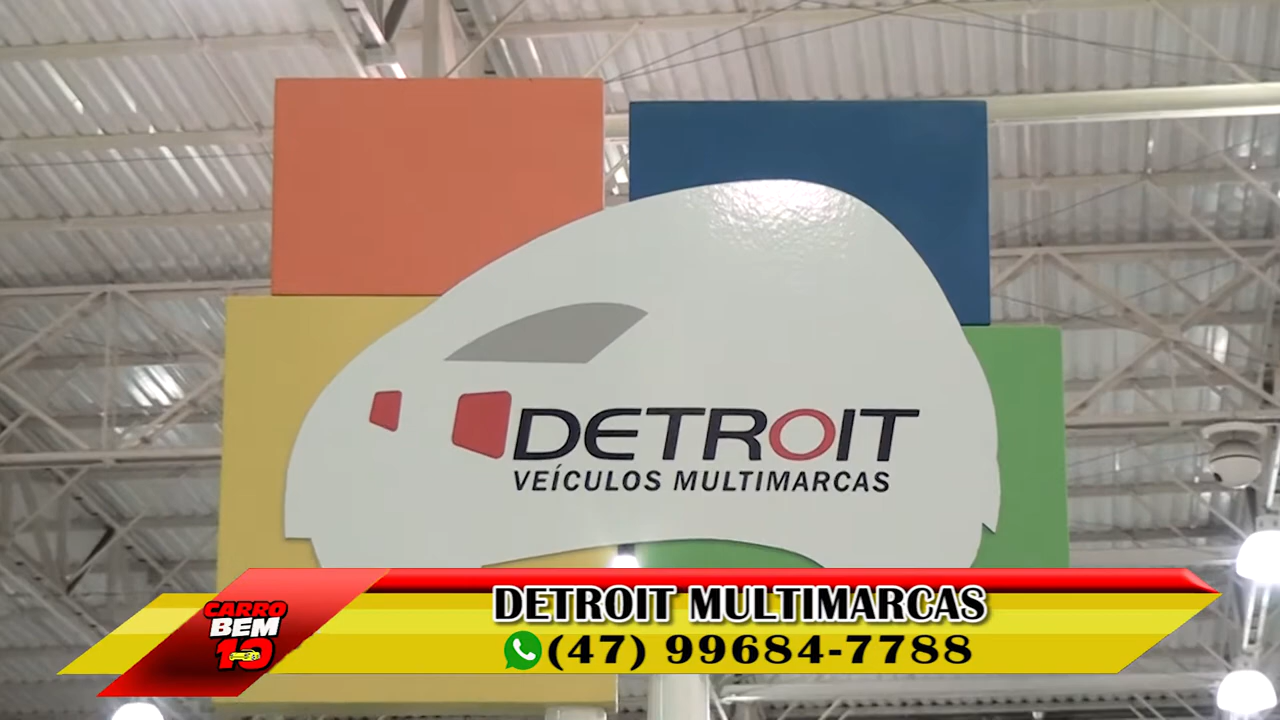 DETROIT
VEÍCULOS MULTIMARCAS
DETROIT MULTIMARCAS
(47) 99684-7788
CARRO
BEM
10